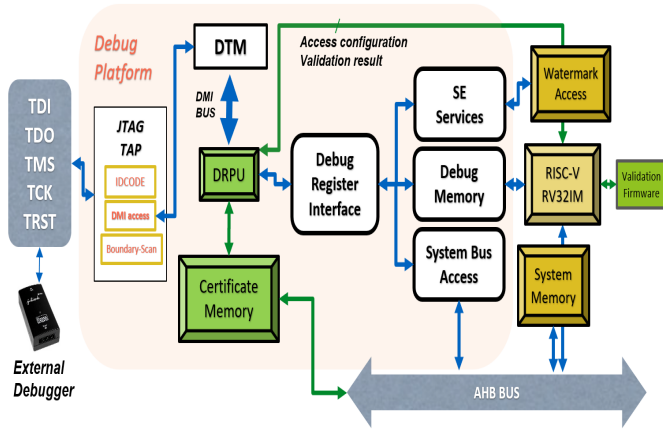 Debug
Platform
DTM
Access configuration
Validation result
Watermark
Access
TDI
TDO
TMS
TCK
TRST
JTAG
TAP
IDCODE
DMI access
Boundary-Scan
DMI
BUS
DRPU
Debug
Register
Interface
SE
Services
Debug
Memory
System Bus
Access
RISC-V
RV32IM
Validation
Firmware
Certificate
Memory
System
Memory
External
Debugger
AHB BUS